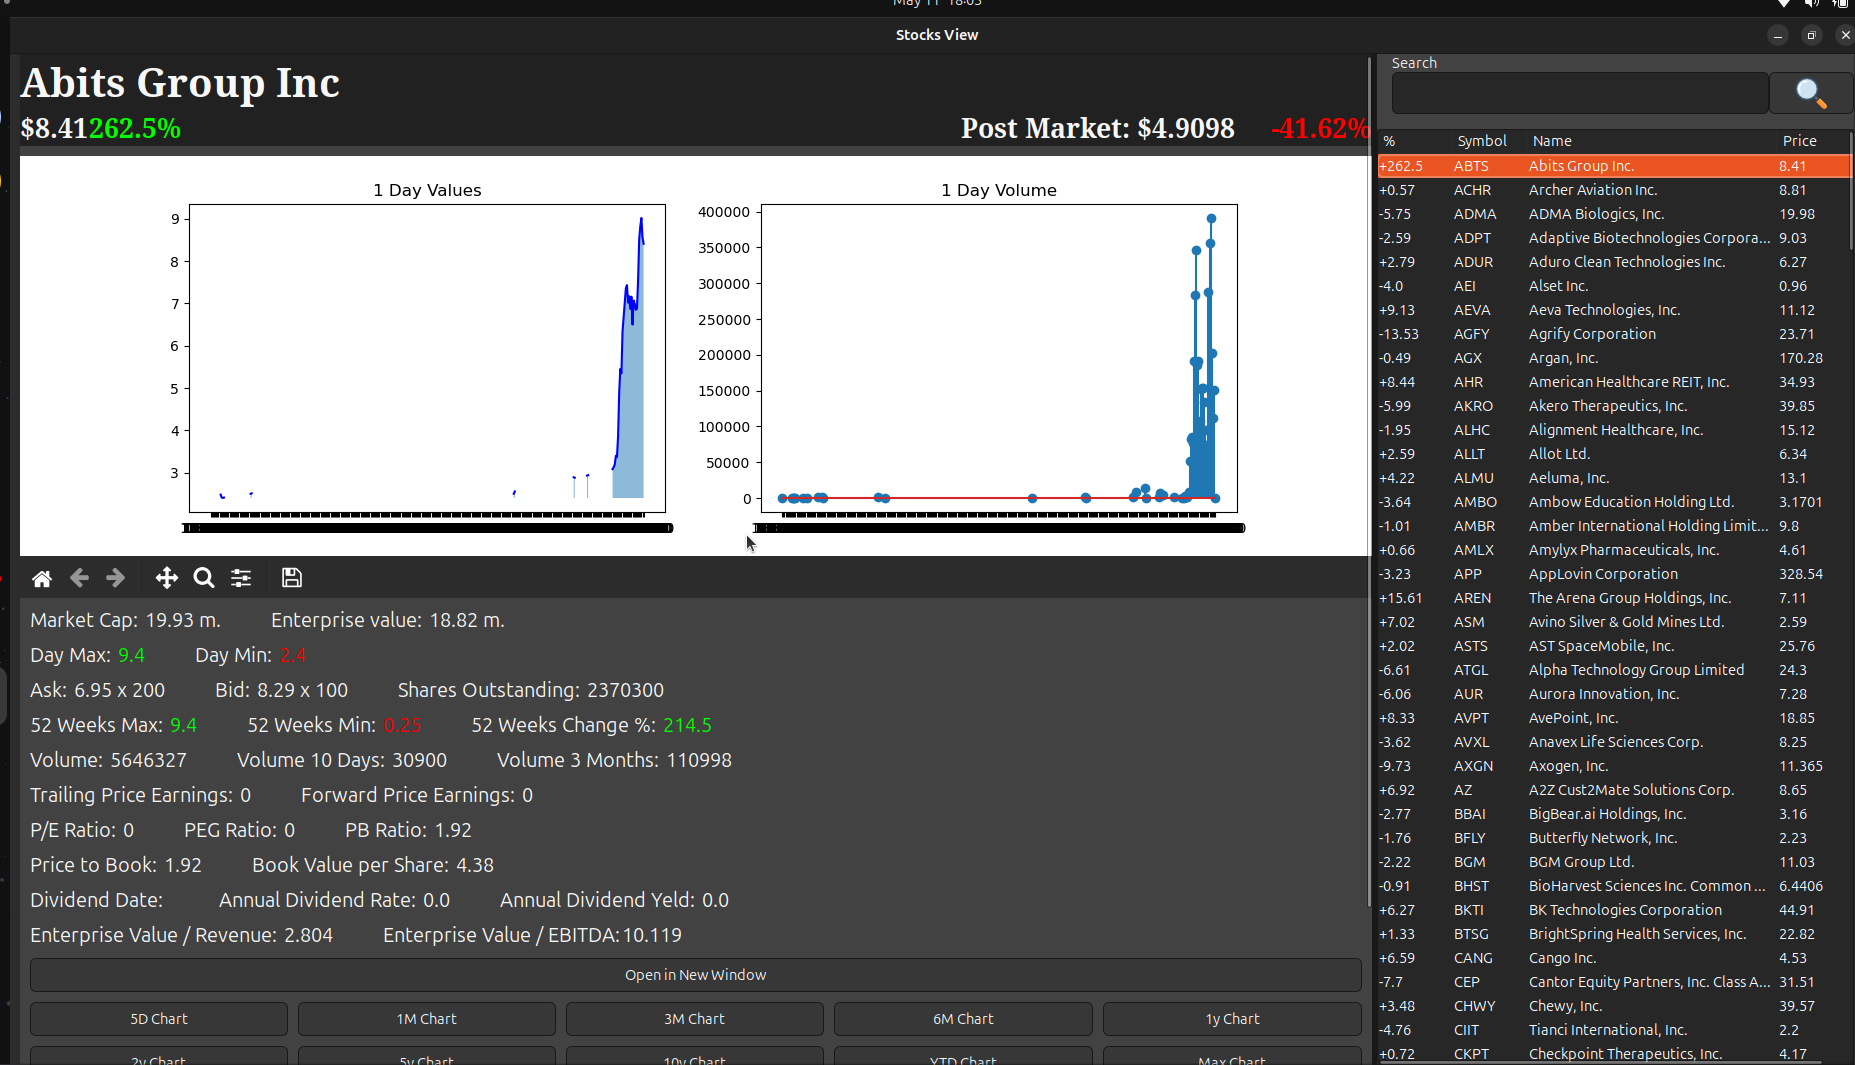 May 11 18:05
Stocks View
Abits Group Inc
$8.41262.5%
Post Market: $4.9098 -41.62%
1 Day Values
9
8
7
6
5
4
3
1 Day Volume
400000
350000
300000
250000
200000
150000
100000
50000
0
Market Cap: 19.93 m. Enterprise value: 18.82 m.
Day Max: 9.4 Day Min: 2.4
Ask: 6.95 x 200 Bid: 8.29 x 100 Shares Outstanding: 2370300
52 Weeks Max: 9.4 52 Weeks Min: 0.25 52 Weeks Change %: 214.5
Volume: 5646327 Volume 10 Days: 30900 Volume 3 Months: 110998
Trailing Price Earnings: 0 Forward Price Earnings: 0
P/E Ratio: 0 PEG Ratio: 0 PB Ratio: 1.92
Price to Book: 1.92 Book Value per Share: 4.38
Dividend Date: Annual Dividend Rate: 0.0 Annual Dividend Yeld: 0.0
Enterprise Value / Revenue: 2.804 Enterprise Value / EBITDA: 10.119
Open in New Window
5D Chart 1M Chart 3M Chart 6M Chart 1y Chart
2y Chart 5y Chart 10y Chart YTD Chart Max Chart
Search
% Symbol Name Price
+262.5 ABTS Abits Group Inc. 8.41
+0.57 ACHR Archer Aviation Inc. 8.81
-5.75 ADMA ADMA Biologics, Inc. 19.98
-2.59 ADPT Adaptive Biotechnologies Corpora... 9.03
+2.79 ADUR Aduro Clean Technologies Inc. 6.27
-4.0 AEI Alset Inc. 0.96
+9.13 AEVA Aeva Technologies, Inc. 11.12
-13.53 AGFY Agrify Corporation 23.71
-0.49 AGX Argan, Inc. 170.28
+8.44 AHR American Healthcare REIT, Inc. 34.93
-5.99 AKRO Akero Therapeutics, Inc. 39.85
-1.95 ALHC Alignment Healthcare, Inc. 15.12
+2.59 ALLT Allot Ltd. 6.34
+4.22 ALMU Aeluma, Inc. 13.1
-3.64 AMBO Ambow Education Holding Ltd. 3.1701
-1.01 AMBR Amber International Holding Limit... 9.8
+0.66 AMLX Amylyx Pharmaceuticals, Inc. 4.61
-3.23 APP AppLovin Corporation 328.54
+15.61 AREN The Arena Group Holdings, Inc. 7.11
+7.02 ASM Avino Silver & Gold Mines Ltd. 2.59
+2.02 ASTS AST SpaceMobile, Inc. 25.76
-6.61 ATGL Alpha Technology Group Limited 24.3
-6.06 AUR Aurora Innovation, Inc. 7.28
+8.33 AVPT AvePoint, Inc. 18.85
-3.62 AVXL Anavex Life Sciences Corp. 8.25
-9.73 AXGN Axogen, Inc. 11.365
+6.92 AZ A2Z Cust2Mate Solutions Corp. 8.65
-2.77 BBAI BigBear.ai Holdings, Inc. 3.16
-1.76 BFLY Butterfly Network, Inc. 2.23
-2.22 BGM BGM Group Ltd. 11.03
-0.91 BHST BioHarvest Sciences Inc. Common ... 6.4406
+6.27 BKTI BK Technologies Corporation 44.91
+1.33 BTSG BrightSpring Health Services, Inc. 22.82
+6.59 CANG Cango Inc. 4.53
-7.7 CEP Cantor Equity Partners, Inc. Class A... 31.51
+3.48 CHWY Chewy, Inc. 39.57
-4.76 CIIT Tianci International, Inc. 2.2
+0.72 CKPT Checkpoint Therapeutics, Inc. 4.17